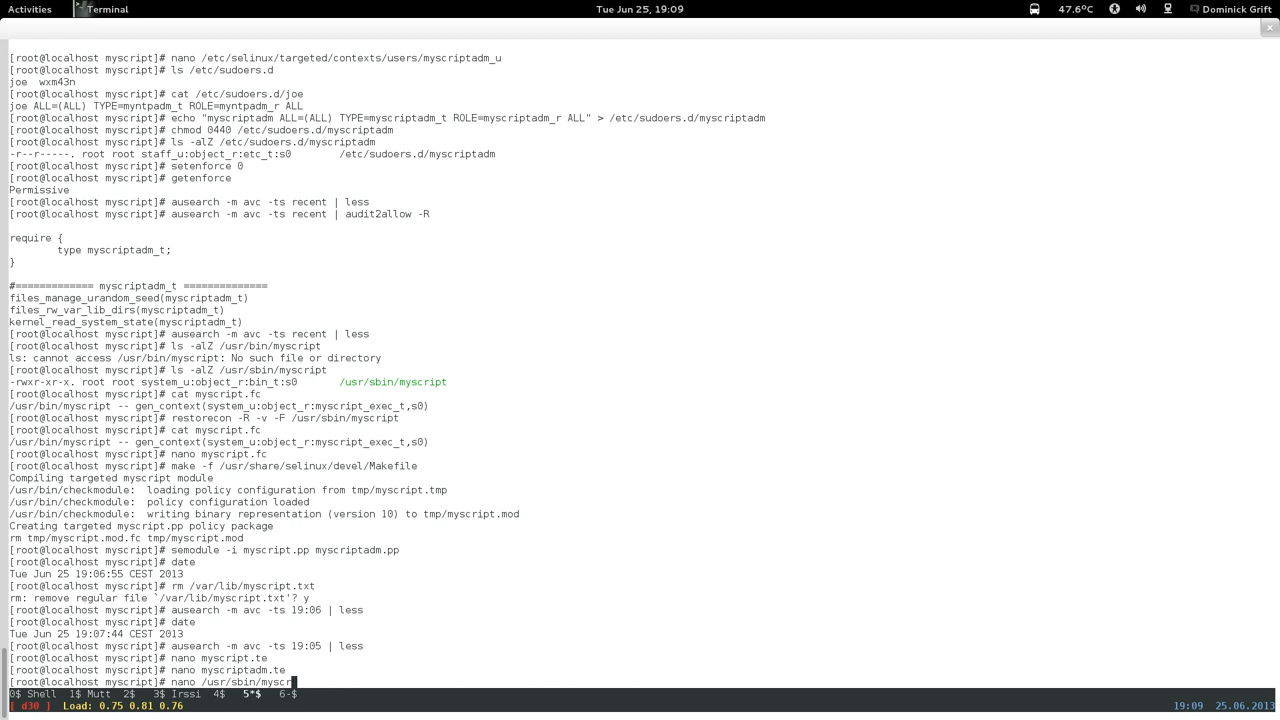 Activities Terminal Tue Jun 25, 19:09 47.6°C Dominick Grift
[root@localhost myscript]# nano /etc/selinux/targeted/contexts/users/myscriptadm_u
[root@localhost myscript]# ls /etc/sudoers.d
joe  wxm43n
[root@localhost myscript]# cat /etc/sudoers.d/joe
joe ALL=(ALL) TYPE=myntpadm_t ROLE=myntpadm_r ALL
[root@localhost myscript]# echo "myscriptadm ALL=(ALL) TYPE=myscriptadm_t ROLE=myscriptadm_r ALL" > /etc/sudoers.d/myscriptadm
[root@localhost myscript]# chmod 0440 /etc/sudoers.d/myscriptadm
[root@localhost myscript]# ls -alZ /etc/sudoers.d/myscriptadm
-r--r-----. root root staff_u:object_r:etc_t:s0        /etc/sudoers.d/myscriptadm
[root@localhost myscript]# setenforce 0
[root@localhost myscript]# getenforce
Permissive
[root@localhost myscript]# ausearch -m avc -ts recent | less
[root@localhost myscript]# ausearch -m avc -ts recent | audit2allow -R
require {
        type myscriptadm_t;
}
#============= myscriptadm_t ==============
files_manage_urandom_seed(myscriptadm_t)
files_rw_var_lib_dirs(myscriptadm_t)
kernel_read_system_state(myscriptadm_t)
[root@localhost myscript]# ausearch -m avc -ts recent | less
[root@localhost myscript]# ls -alZ /usr/bin/myscript
ls: cannot access /usr/bin/myscript: No such file or directory
[root@localhost myscript]# ls -alZ /usr/sbin/myscript
-rwxr-xr-x. root root system_u:object_r:bin_t:s0       /usr/sbin/myscript
[root@localhost myscript]# cat myscript.fc
/usr/bin/myscript -- gen_context(system_u:object_r:myscript_exec_t,s0)
[root@localhost myscript]# restorecon -R -v -F /usr/sbin/myscript
[root@localhost myscript]# cat myscript.fc
/usr/bin/myscript -- gen_context(system_u:object_r:myscript_exec_t,s0)
[root@localhost myscript]# nano myscript.fc
[root@localhost myscript]# make -f /usr/share/selinux/devel/Makefile
Compiling targeted myscript module
/usr/bin/checkmodule:  loading policy configuration from tmp/myscript.tmp
/usr/bin/checkmodule:  policy configuration loaded
/usr/bin/checkmodule:  writing binary representation (version 10) to tmp/myscript.mod
Creating targeted myscript.pp policy package
rm tmp/myscript.mod.fc tmp/myscript.mod
[root@localhost myscript]# semodule -i myscript.pp myscriptadm.pp
[root@localhost myscript]# date
Tue Jun 25 19:06:55 CEST 2013
[root@localhost myscript]# rm /var/lib/myscript.txt
rm: remove regular file `/var/lib/myscript.txt'? y
[root@localhost myscript]# ausearch -m avc -ts 19:06 | less
[root@localhost myscript]# date
Tue Jun 25 19:07:44 CEST 2013
[root@localhost myscript]# ausearch -m avc -ts 19:05 | less
[root@localhost myscript]# nano myscript.te
[root@localhost myscript]# nano myscriptadm.te
[root@localhost myscript]# nano /usr/sbin/myscr
0$ Shell  1$ Mutt  2$  3$ Irssi  4$  5*$  6-$
[ d30 ]  Load: 0.75 0.81 0.76 19:09  25.06.2013